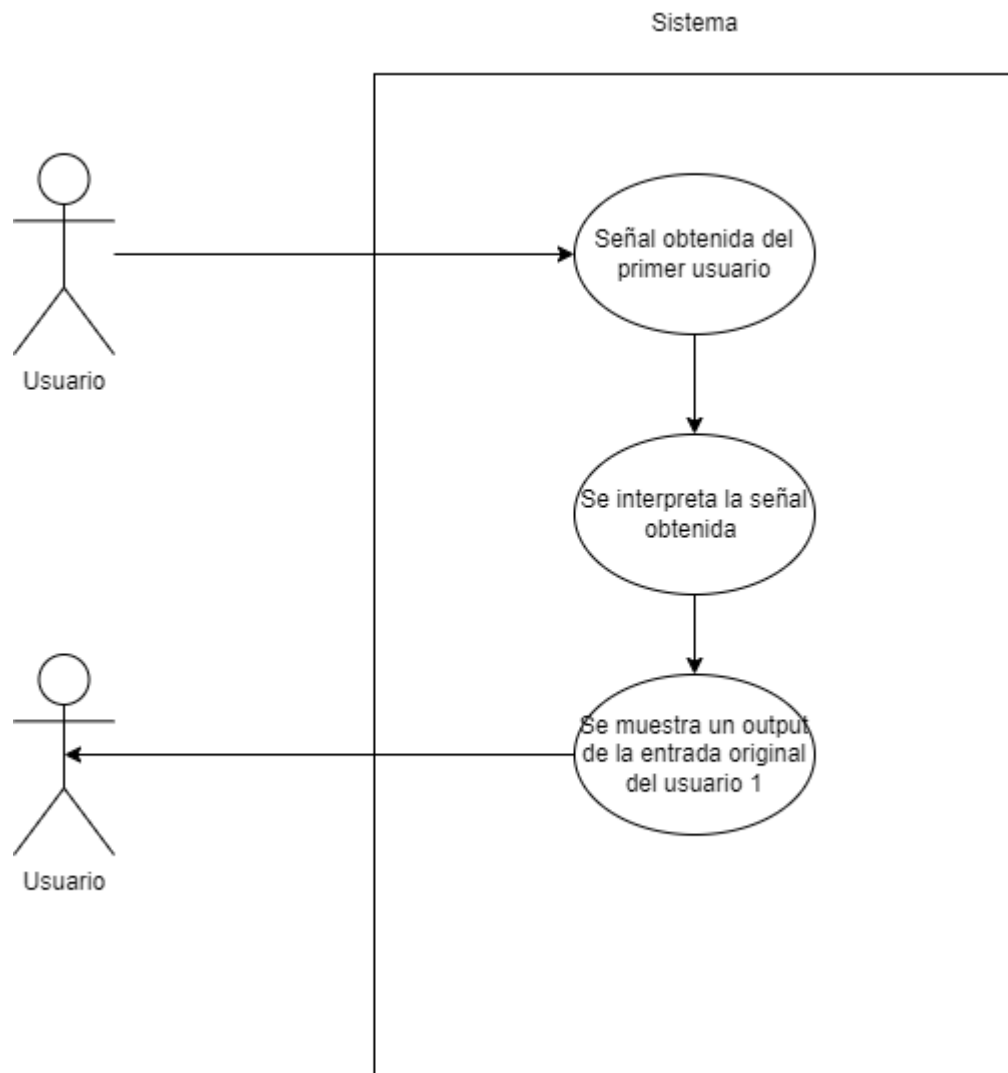 Sistema
Señal obtenida del
primer usuario
Usuario
Se interpreta la señal
obtenida
Se muestra un output
de la entrada original
del usuario 1
Usuario